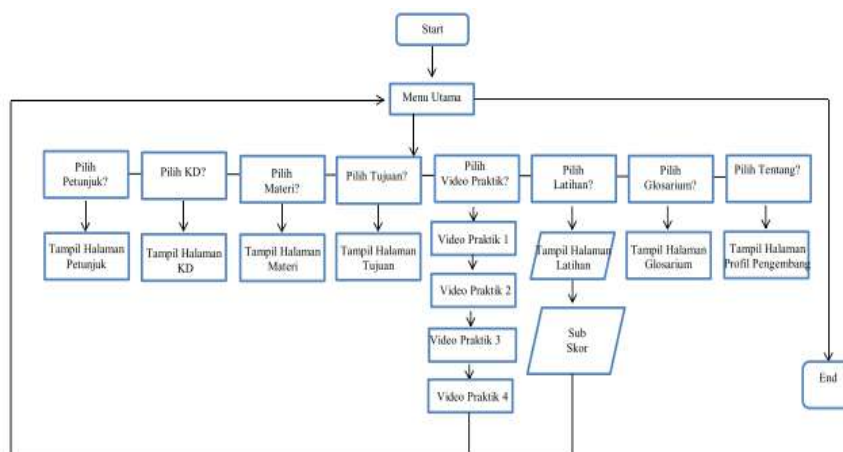 Start
Menu Utama
Pilih
Petunjuk?
Pilih KD?
Pilih
Materi?
Pilih Tujuan?
Pilih
Video Praktik?
Pilih
Latihan?
Pilih
Glosarium?
Pilih Tentang?
Tampil Halaman
Petunjuk
Tampil Halaman
KD
Tampil Halaman
Materi
Tampil Halaman
Tujuan
Video Praktik 1
Tampil Halaman
Latihan
Tampil Halaman
Glosarium
Tampil Halaman
Profil Pengembang
Video Praktik 2
Video Praktik 3
Sub
Skor
Video Praktik 4
End